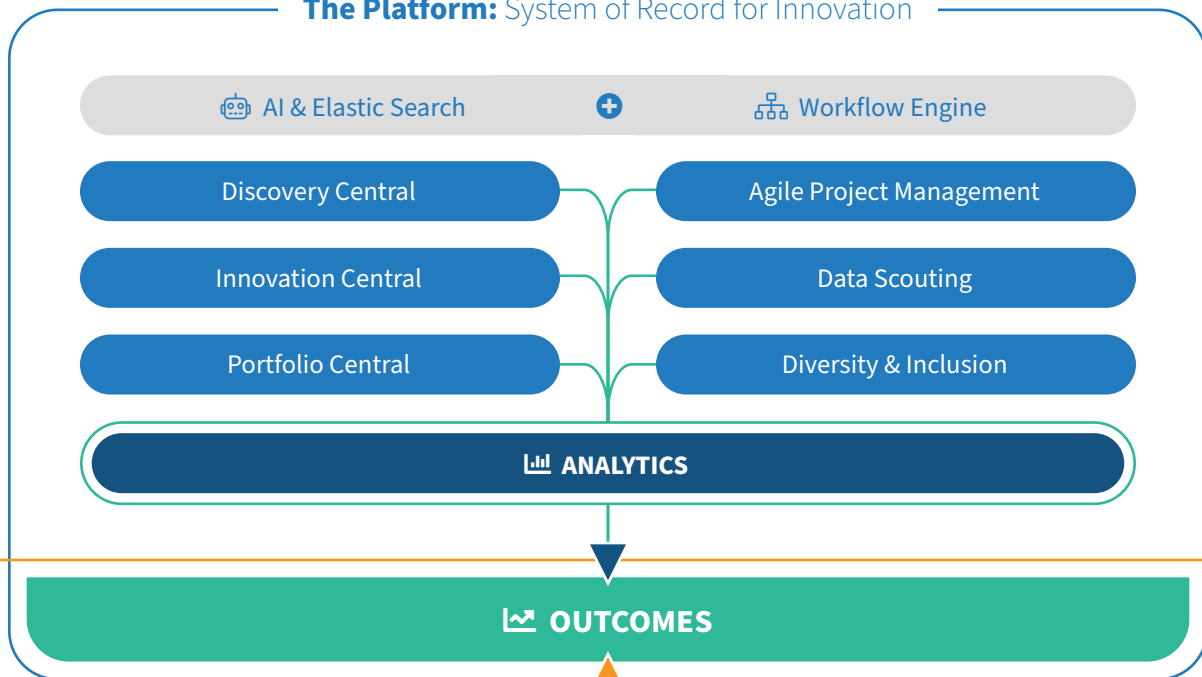 The Platform: System of Record for Innovation
AI & Elastic Search
Workflow Engine
Discovery Central
Agile Project Management
Innovation Central
Data Scouting
Portfolio Central
Diversity & Inclusion
ANALYTICS
OUTCOMES